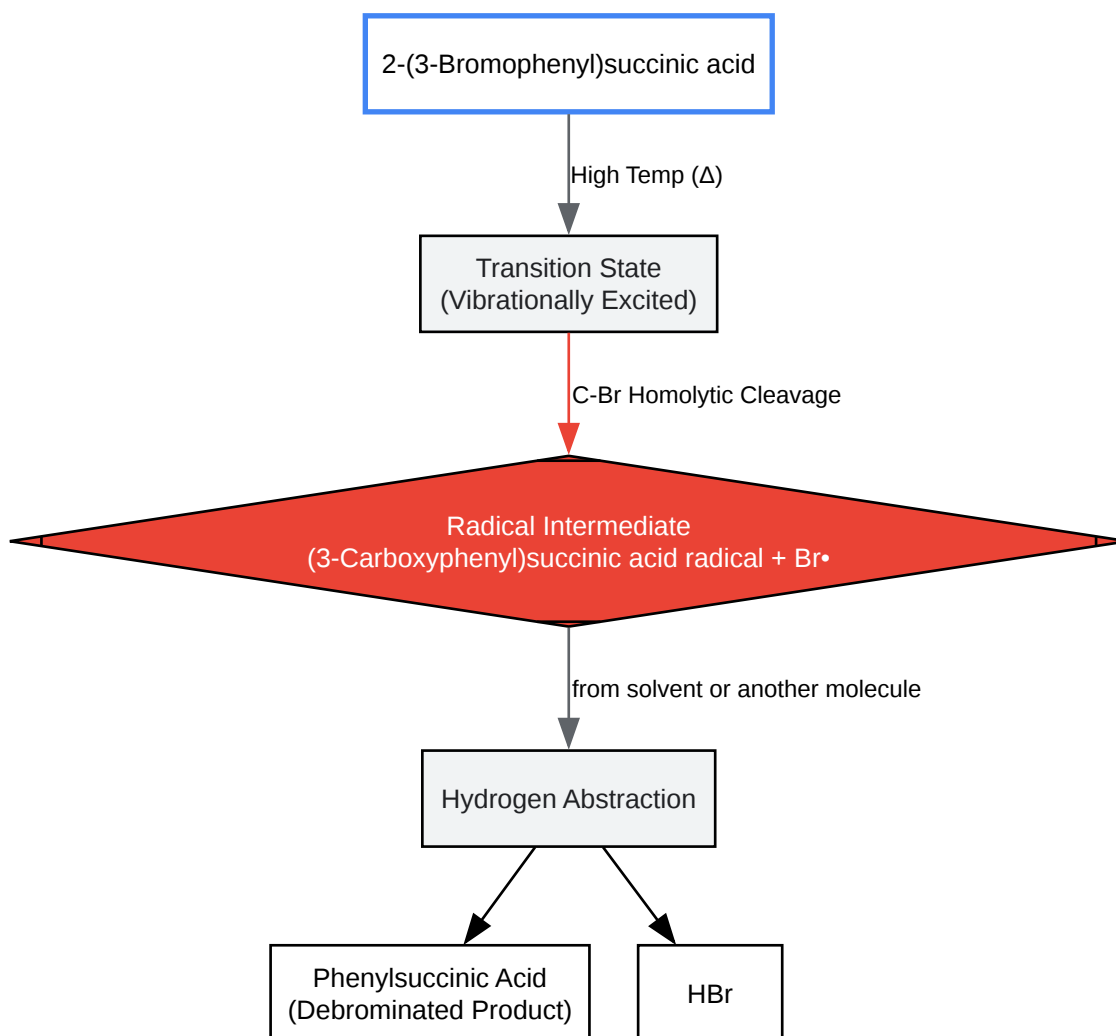 2-(3-Bromophenyl)succinic acid
High Temp (Δ)
Transition State
(Vibrationally Excited)
C-Br Homolytic Cleavage
Radical Intermediate
(3-Carboxyphenyl)succinic acid radical + Br•
from solvent or another molecule
Hydrogen Abstraction
Phenylsuccinic Acid
(Debrominated Product)
HBr